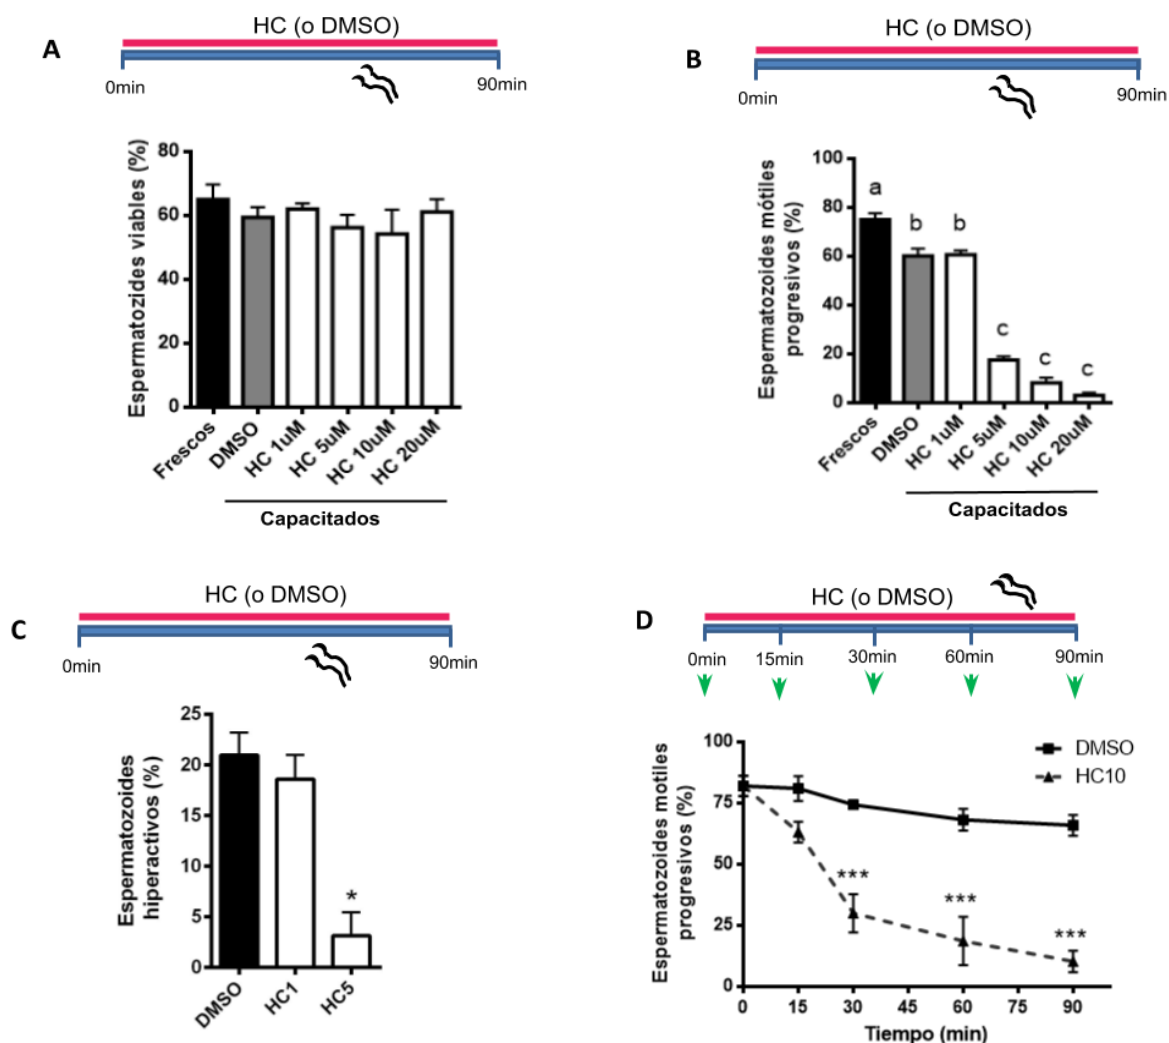 A
HC (o DMSO)
0min
90min
Espermatozides viables (%)
80
60
40
20
0
Frescos
DMSO
HC 1uM
HC 5uM
HC 10uM
HC 20uM
Capacitados
B
HC (o DMSO)
0min
90min
Espermatozoides mótiles
progresivos (%)
100
80
60
40
20
0
a
b
b
c
c
c
Frescos
DMSO
HC 1uM
HC 5uM
HC 10uM
HC 20uM
Capacitados
C
HC (o DMSO)
0min
90min
Espermatozoides
hiperactivos (%)
25
20
15
10
5
0
*
DMSO
HC1
HC5
D
HC (o DMSO)
0min
15min
30min
60min
90min
Espermatozoides motiles
progresivos (%)
100
75
50
25
0
DMSO
HC10
***
***
***
0
15
30
45
60
75
90
Tiempo (min)